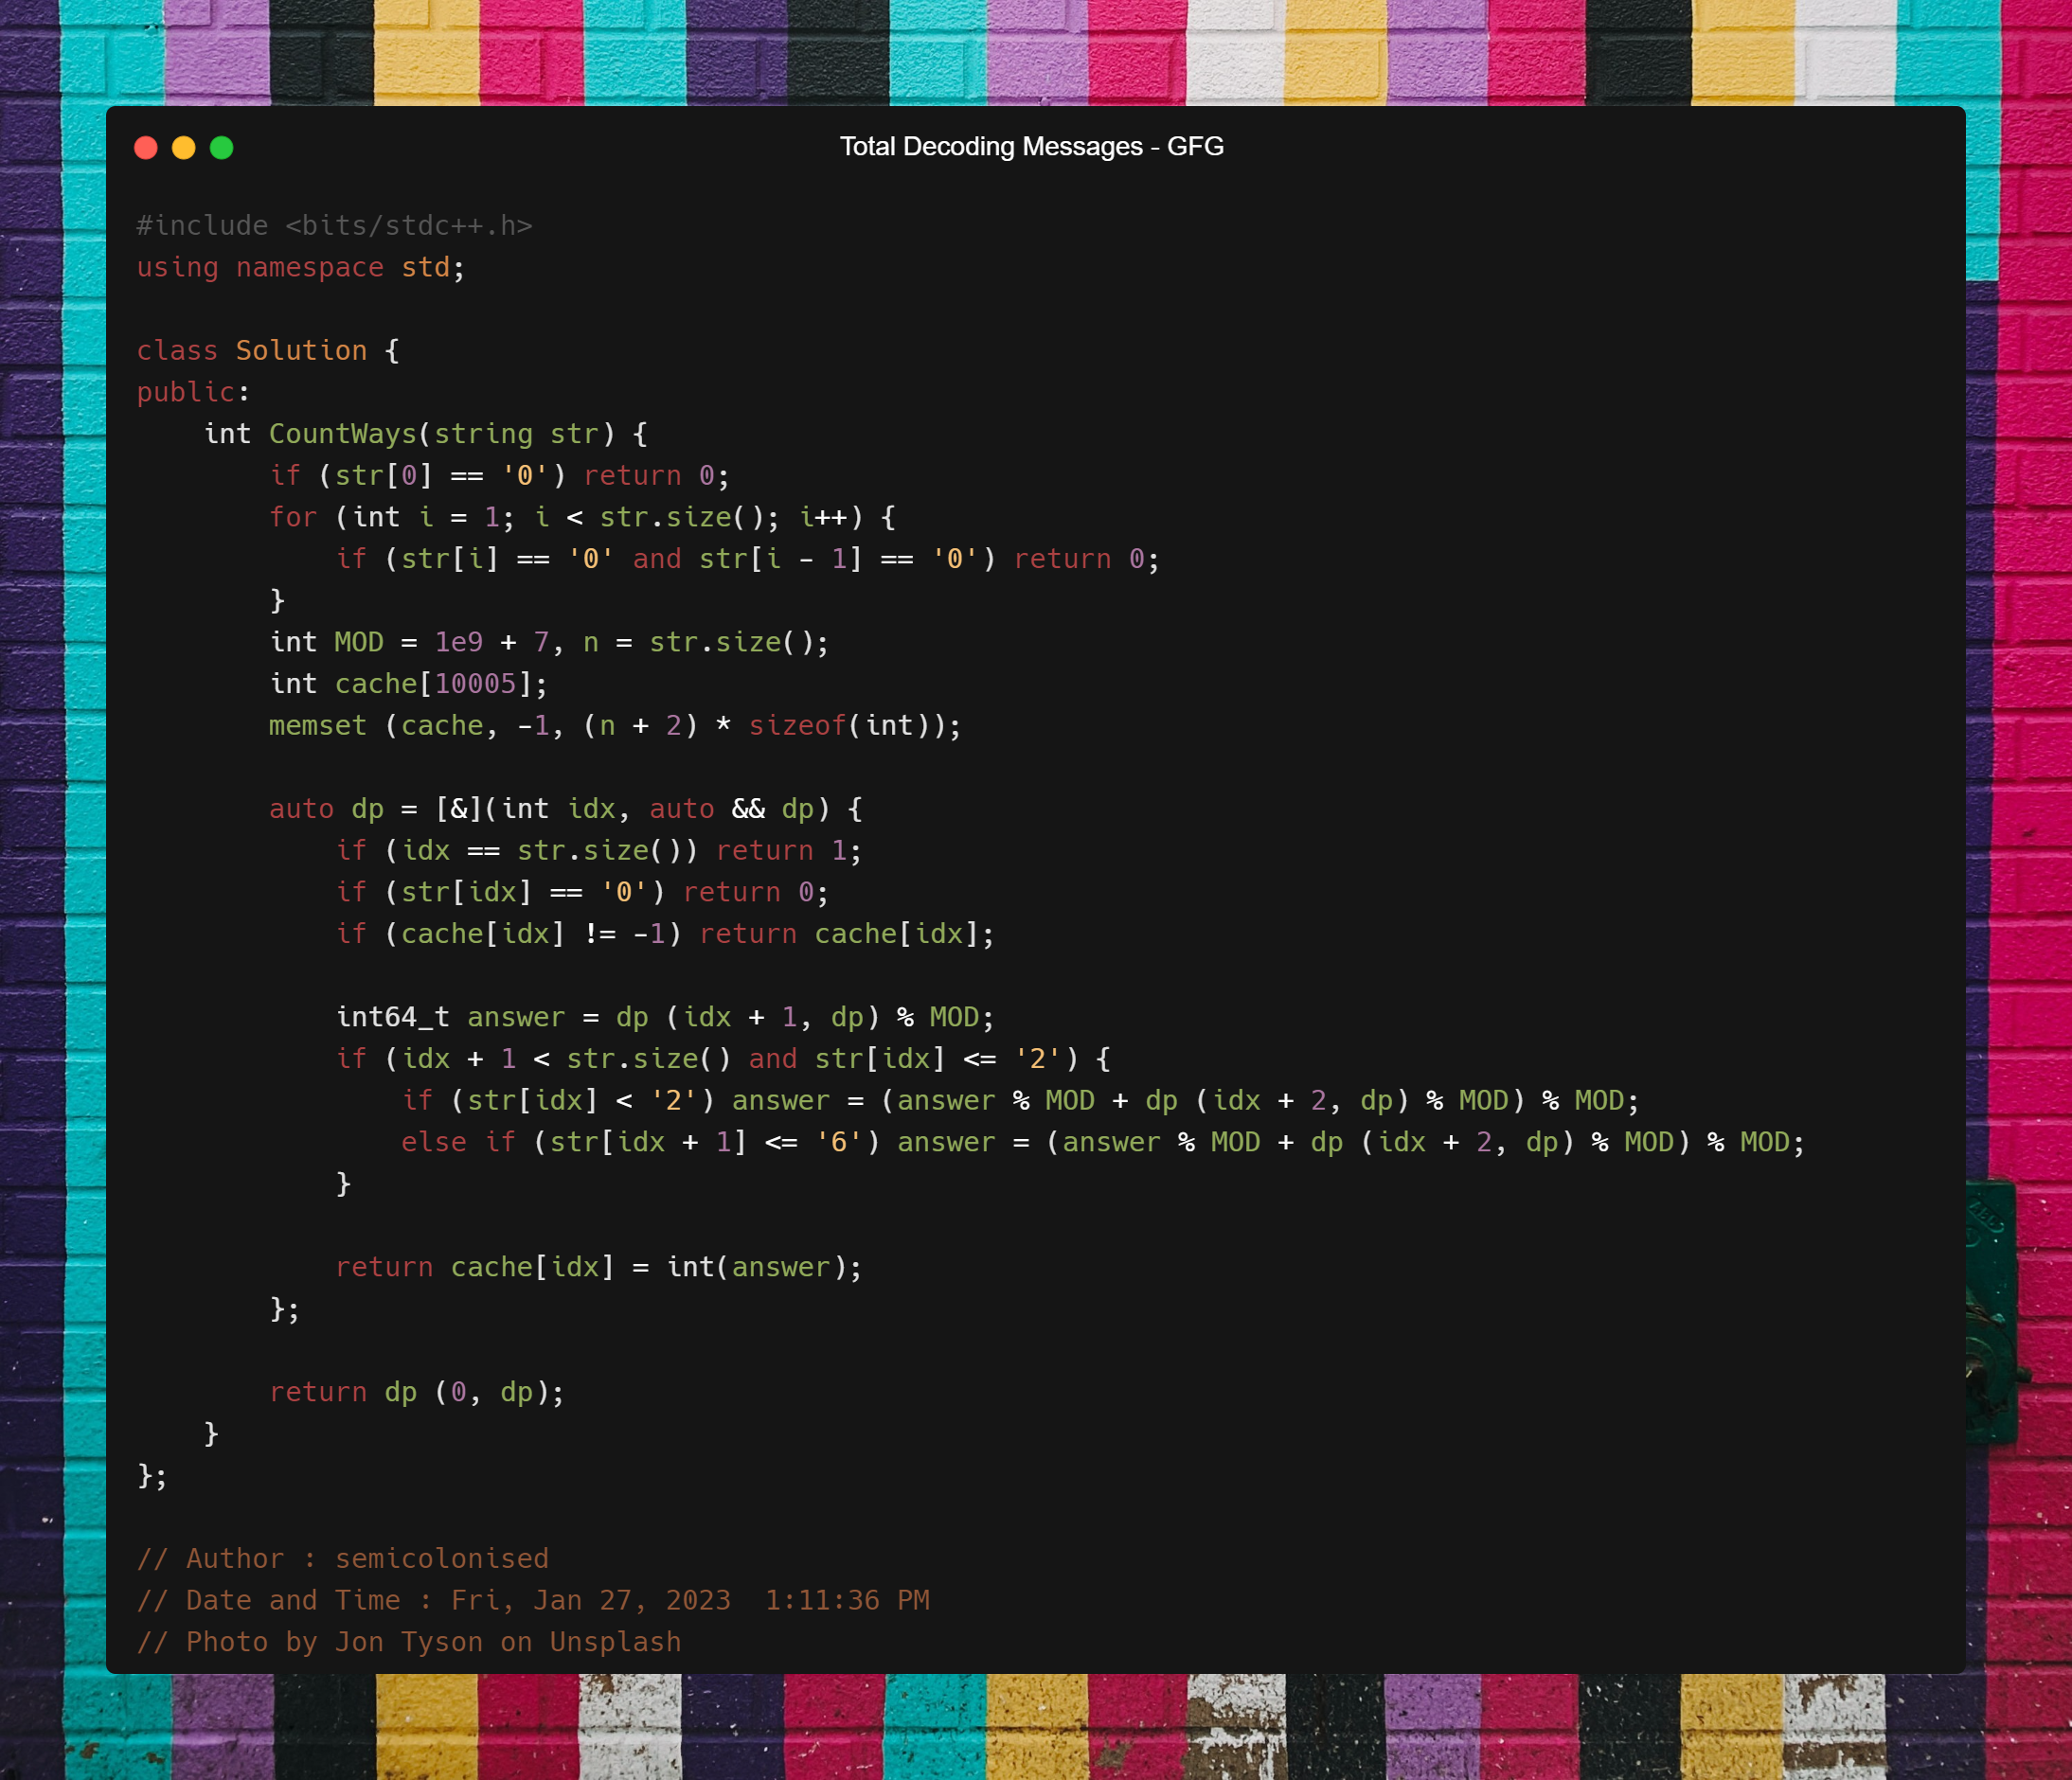 Total Decoding Messages - GFG
#include <bits/stdc++.h>
using namespace std;
class Solution {
public:
    int CountWays(string str) {
        if (str[0] == '0') return 0;
        for (int i = 1; i < str.size(); i++) {
            if (str[i] == '0' and str[i - 1] == '0') return 0;
        }
        int MOD = 1e9 + 7, n = str.size();
        int cache[10005];
        memset (cache, -1, (n + 2) * sizeof(int));
        auto dp = [&](int idx, auto && dp) {
            if (idx == str.size()) return 1;
            if (str[idx] == '0') return 0;
            if (cache[idx] != -1) return cache[idx];
            int64_t answer = dp (idx + 1, dp) % MOD;
            if (idx + 1 < str.size() and str[idx] <= '2') {
                if (str[idx] < '2') answer = (answer % MOD + dp (idx + 2, dp) % MOD) % MOD;
                else if (str[idx + 1] <= '6') answer = (answer % MOD + dp (idx + 2, dp) % MOD) % MOD;
            }
            return cache[idx] = int(answer);
        };
        return dp (0, dp);
    }
};
// Author : semicolonised
// Date and Time : Fri, Jan 27, 2023  1:11:36 PM
// Photo by Jon Tyson on Unsplash